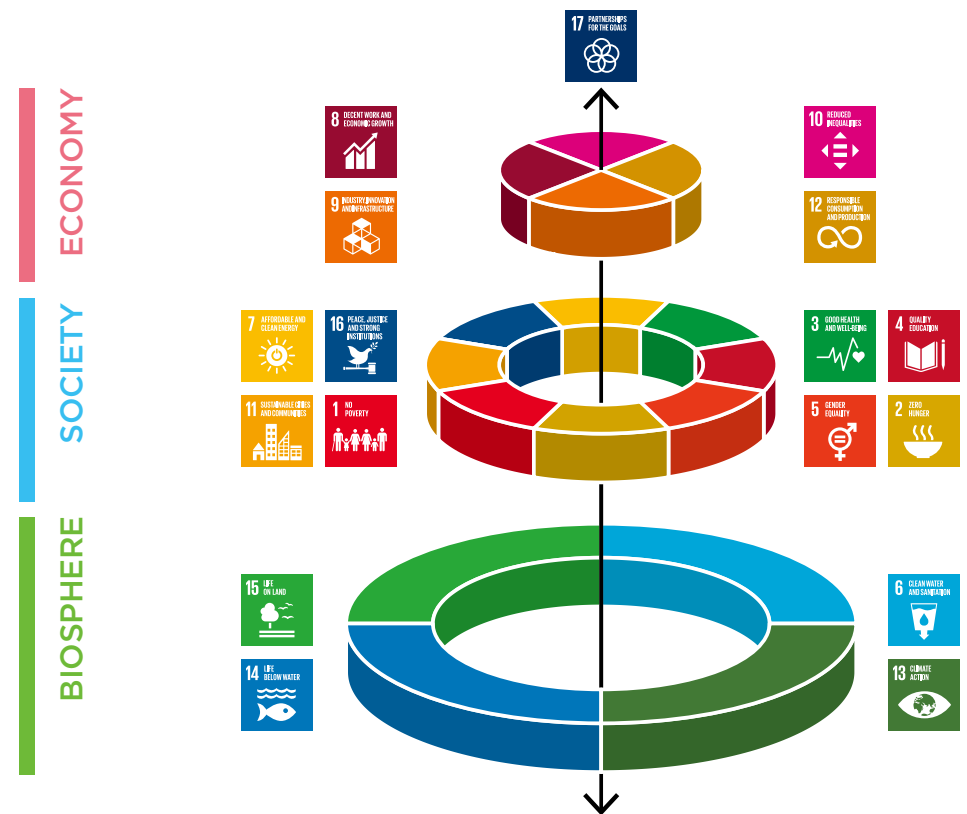 17 PARTNERSHIPS
FOR THE GOALS
ECONOMY
8 DECENT WORK AND
ECONOMIC GROWTH
10 REDUCED
INEQUALITIES
9 INDUSTRY, INNOVATION
AND INFRASTRUCTURE
12 RESPONSIBLE
CONSUMPTION
AND PRODUCTION
SOCIETY
7 AFFORDABLE AND
CLEAN ENERGY
16 PEACE, JUSTICE
AND STRONG
INSTITUTIONS
3 GOOD HEALTH
AND WELL-BEING
4 QUALITY
EDUCATION
11 SUSTAINABLE CITIES
AND COMMUNITIES
1 NO
POVERTY
5 GENDER
EQUALITY
2 ZERO
HUNGER
BIOSPHERE
15 LIFE
ON LAND
6 CLEAN WATER
AND SANITATION
14 LIFE
BELOW WATER
13 CLIMATE
ACTION